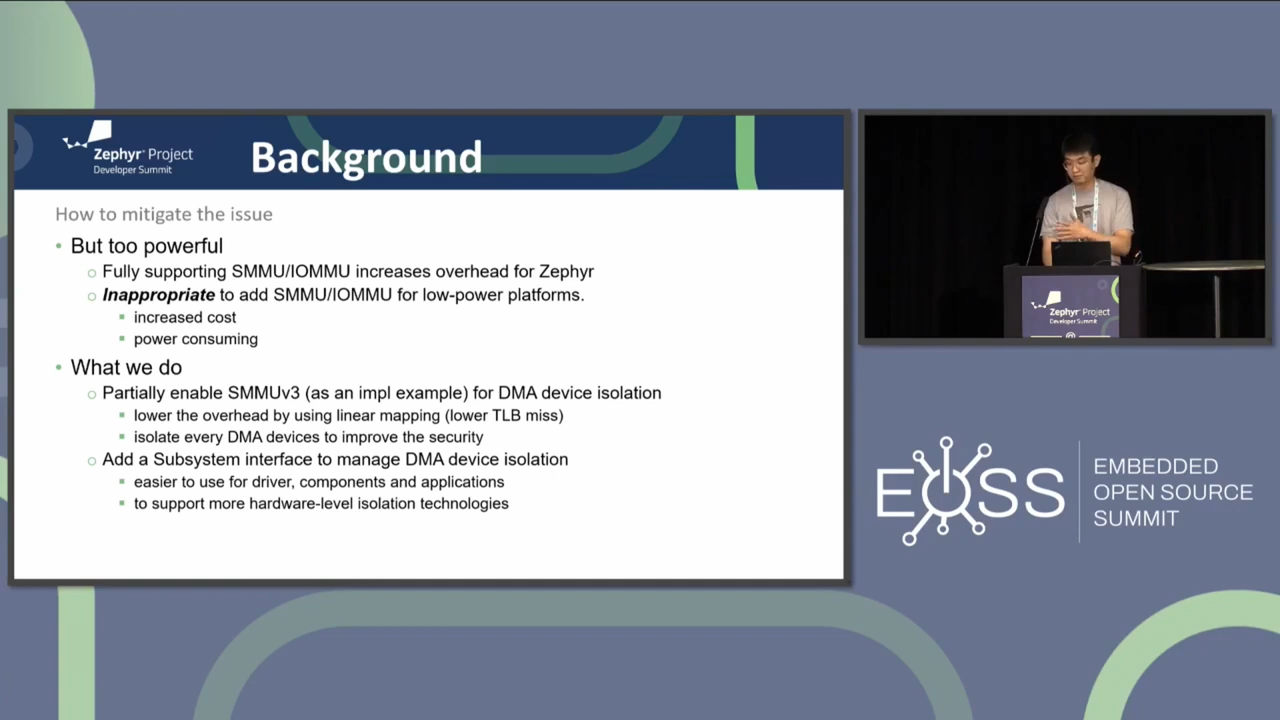 Zephyr® Project
Developer Summit
Background
How to mitigate the issue
• But too powerful
o Fully supporting SMMU/IOMMU increases overhead for Zephyr
o Inappropriate to add SMMU/IOMMU for low-power platforms.
▪ increased cost
▪ power consuming
• What we do
o Partially enable SMMUv3 (as an impl example) for DMA device isolation
▪ lower the overhead by using linear mapping (lower TLB miss)
▪ isolate every DMA devices to improve the security
o Add a Subsystem interface to manage DMA device isolation
▪ easier to use for driver, components and applications
▪ to support more hardware-level isolation technologies
Zephyr® Project
Developer Summit
EOSS
EMBEDDED
OPEN SOURCE
SUMMIT